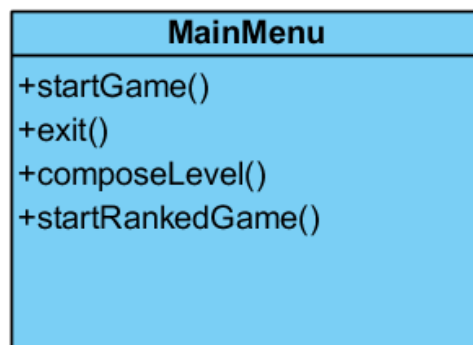 MainMenu
+startGame()
+exit()
+composeLevel()
+startRankedGame()